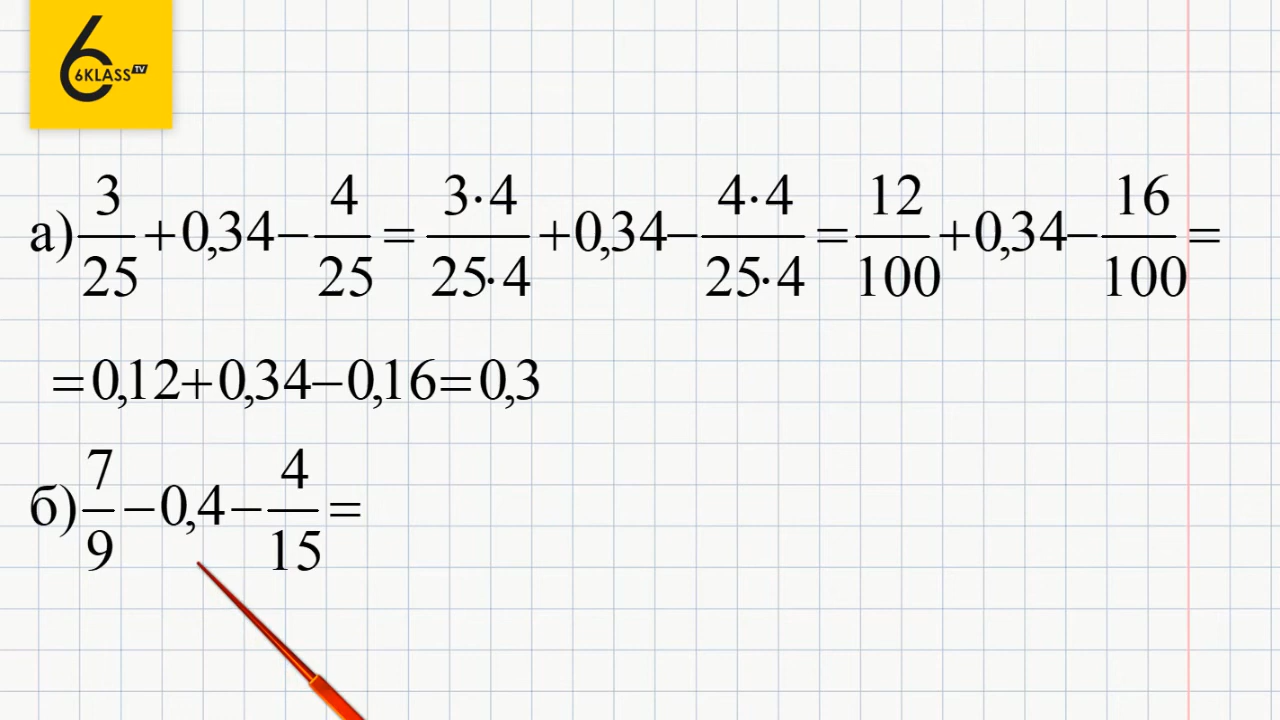 6KLASS TV
а) 3/25 + 0,34 − 4/25 = 3·4/25·4 + 0,34 − 4·4/25·4 = 12/100 + 0,34 − 16/100 =
= 0,12 + 0,34 − 0,16 = 0,3
б) 7/9 − 0,4 − 4/15 =